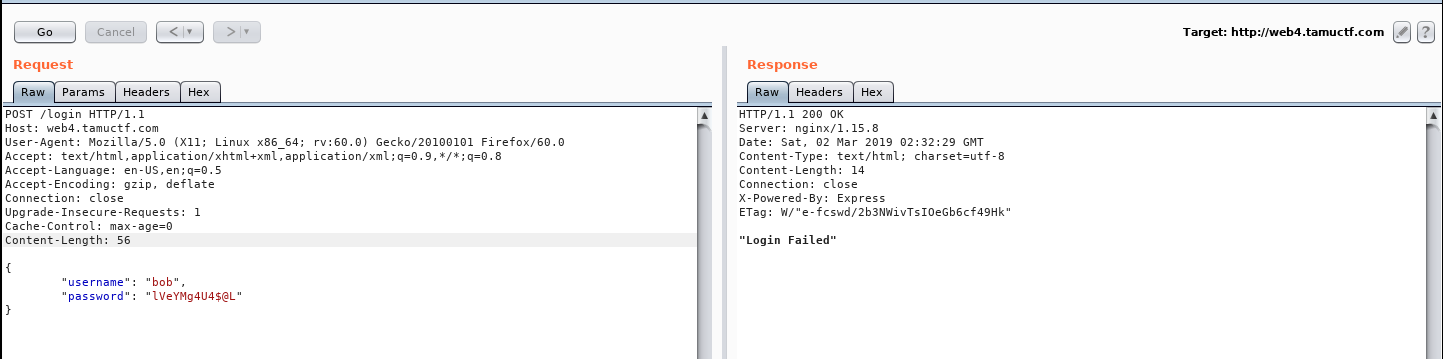 Go Cancel < > Target: http://web4.tamuctf.com ?
Request
Raw Params Headers Hex
POST /login HTTP/1.1
Host: web4.tamuctf.com
User-Agent: Mozilla/5.0 (X11; Linux x86_64; rv:60.0) Gecko/20100101 Firefox/60.0
Accept: text/html,application/xhtml+xml,application/xml;q=0.9,*/*;q=0.8
Accept-Language: en-US,en;q=0.5
Accept-Encoding: gzip, deflate
Connection: close
Upgrade-Insecure-Requests: 1
Cache-Control: max-age=0
Content-Length: 56
{
"username": "bob",
"password": "lVeYMg4U4$@L"
}
Response
Raw Headers Hex
HTTP/1.1 200 OK
Server: nginx/1.15.8
Date: Sat, 02 Mar 2019 02:32:29 GMT
Content-Type: text/html; charset=utf-8
Content-Length: 14
Connection: close
X-Powered-By: Express
ETag: W/"e-fcswd/2b3NWivTsIOeGb6cf49Hk"
"Login Failed"